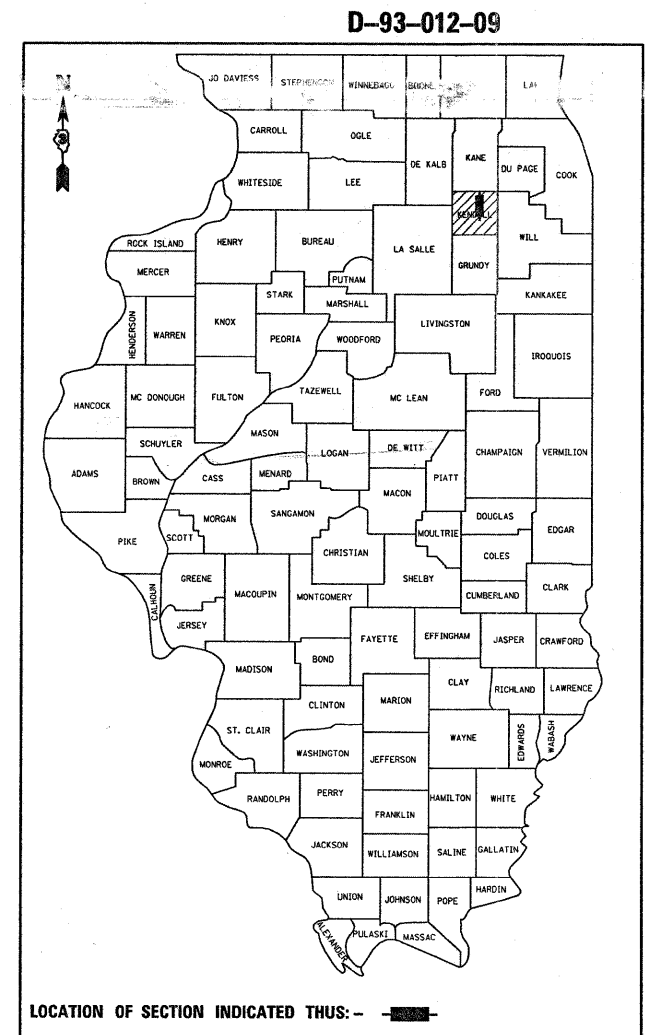 D-93-012-09
N
JO DAVIESS
STEPHENSON
WINNEBAGO
BOONE
CARROLL
OGLE
DE KALB
KANE
DU PAGE
COOK
WHITESIDE
LEE
KENDALL
WILL
ROCK ISLAND
HENRY
BUREAU
LA SALLE
GRUNDY
MERCER
PUTNAM
STARK
MARSHALL
KANKAKEE
HENDERSON
WARREN
KNOX
PEORIA
WOODFORD
LIVINGSTON
IROQUOIS
HANCOCK
MC DONOUGH
FULTON
TAZEWELL
MC LEAN
FORD
SCHUYLER
MASON
LOGAN
DE WITT
CHAMPAIGN
VERMILION
ADAMS
BROWN
CASS
MENARD
MACON
PIATT
PIKE
SCOTT
MORGAN
SANGAMON
CHRISTIAN
MOULTRIE
DOUGLAS
EDGAR
COLES
CALHOUN
GREENE
MACOUPIN
MONTGOMERY
SHELBY
CUMBERLAND
CLARK
JERSEY
FAYETTE
EFFINGHAM
JASPER
CRAWFORD
MADISON
BOND
CLAY
RICHLAND
LAWRENCE
CLINTON
MARION
ST. CLAIR
WAYNE
EDWARDS
WABASH
WASHINGTON
JEFFERSON
MONROE
RANDOLPH
PERRY
FRANKLIN
HAMILTON
WHITE
JACKSON
WILLIAMSON
SALINE
GALLATIN
UNION
JOHNSON
POPE
HARDIN
ALEXANDER
PULASKI
MASSAC
LOCATION OF SECTION INDICATED THUS: -